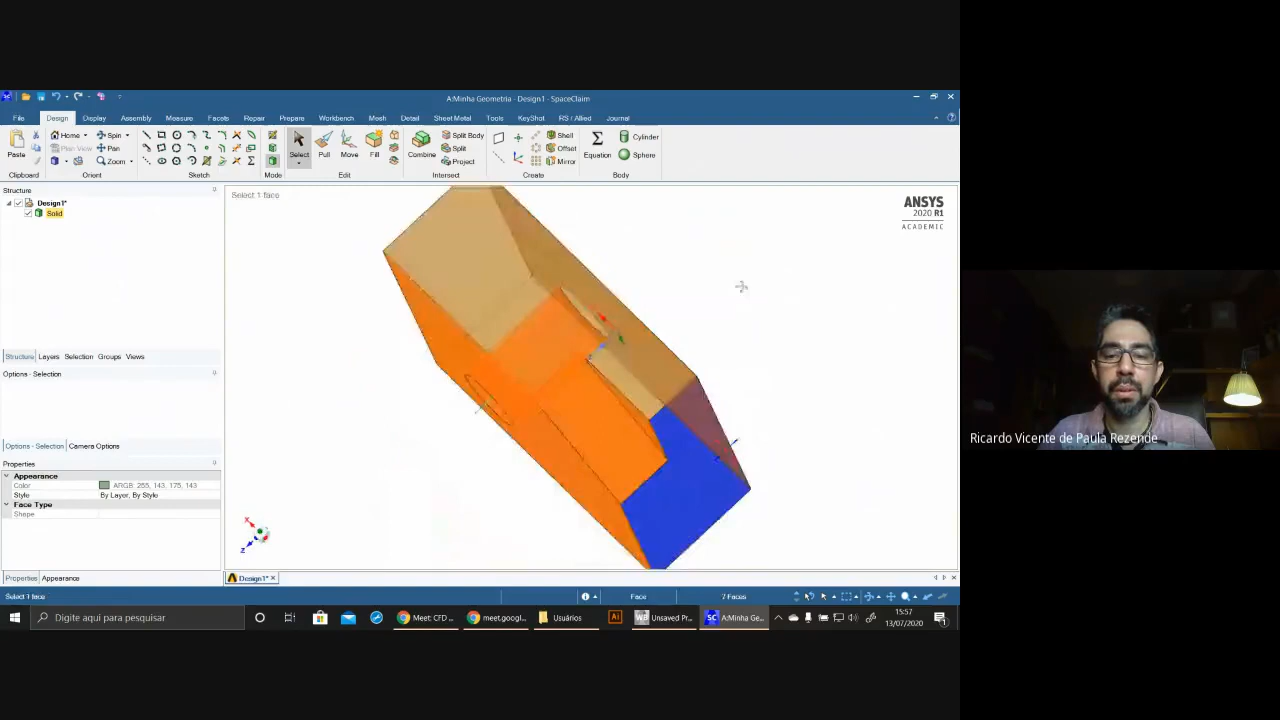 A:Minha Geometria - Design1 - SpaceClaim
File Design Display Assembly Measure Facets Repair Prepare Workbench Mesh Detail Sheet Metal Tools KeyShot RS / Allied Journal
Home Spin
Plan View Pan
Zoom
Paste
Select Pull Move Fill
Combine
Split Body
Split
Project
Shell
Offset
Mirror
Equation
Cylinder
Sphere
Clipboard Orient Sketch Mode Edit Intersect Create Body
Structure
Design1*
Solid
Select 1 face
ANSYS
2020 R1
ACADEMIC
Structure Layers Selection Groups Views
Options - Selection
Options - Selection Camera Options
Properties
Appearance
Color ARGB: 255, 143, 175, 143
Style By Layer, By Style
Face Type
Shape
X
Z
Properties Appearance
Design1*
Select 1 face
Face
7 Faces
Digite aqui para pesquisar
Meet: CFD ...
meet.googl...
Usuários
Ai
Unsaved Pr...
SC
A:Minha Ge...
15:57
13/07/2020
Ricardo Vicente de Paula Rezende